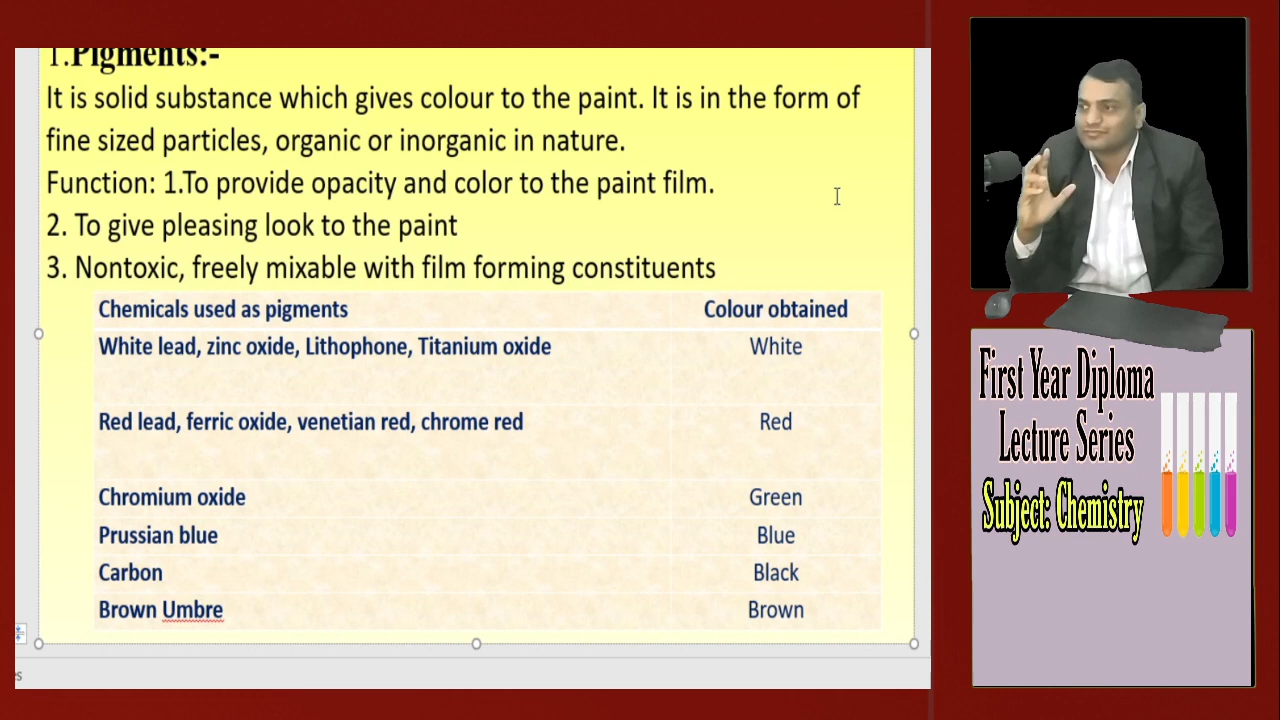 1.Pigments:-
It is solid substance which gives colour to the paint. It is in the form of
fine sized particles, organic or inorganic in nature.
Function: 1.To provide opacity and color to the paint film.
2. To give pleasing look to the paint
3. Nontoxic, freely mixable with film forming constituents
Chemicals used as pigments Colour obtained
White lead, zinc oxide, Lithophone, Titanium oxide White
Red lead, ferric oxide, venetian red, chrome red Red
Chromium oxide Green
Prussian blue Blue
Carbon Black
Brown Umbre Brown
First Year Diploma
Lecture Series
Subject: Chemistry